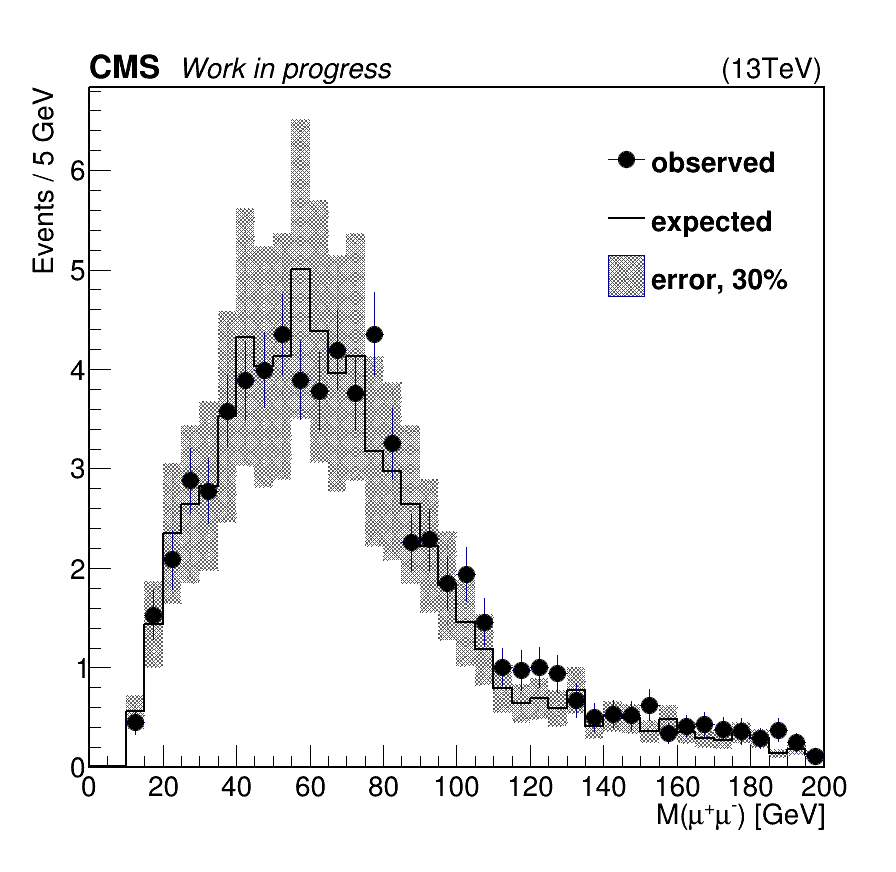 CMS Work in progress (13TeV)
Events / 5 GeV
observed
expected
error, 30%
6
5
4
3
2
1
0
0 20 40 60 80 100 120 140 160 180 200
M(μ⁺μ⁻) [GeV]